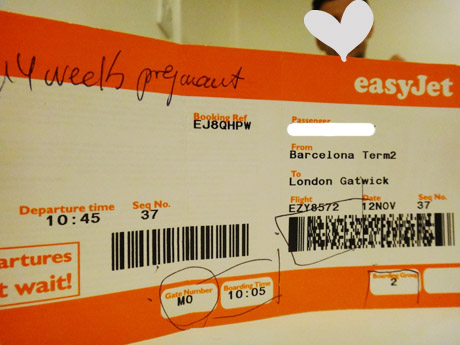 14 weeks pregnant
easyJet
Booking Ref
EJ8QHPW
Passenger
From
Barcelona Term2
To
London Gatwick
Flight Date Seq No.
EZY8572 12NOV 37
Departure time Seq No.
10:45 37
artures
t wait!
Gate Number
MO
Boarding Time
10:05
Boarding Group
2